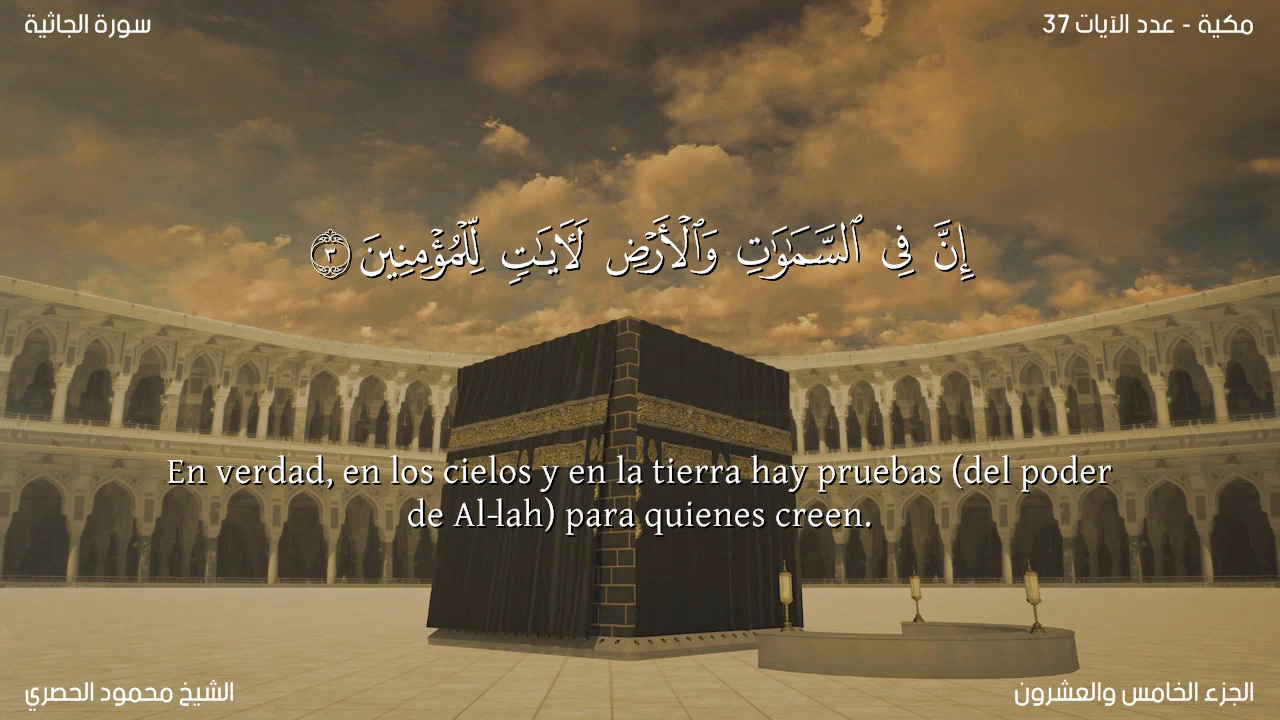 سورة الجاثية
مكية - عدد الآيات 37
إِنَّ فِى ٱلسَّمَـٰوَٰتِ وَٱلْأَرْضِ لَـَٔايَـٰتٍ لِّلْمُؤْمِنِينَ ٣
En verdad, en los cielos y en la tierra hay pruebas (del poder
de Al-lah) para quienes creen.
الشيخ محمود الحصري
الجزء الخامس والعشرون